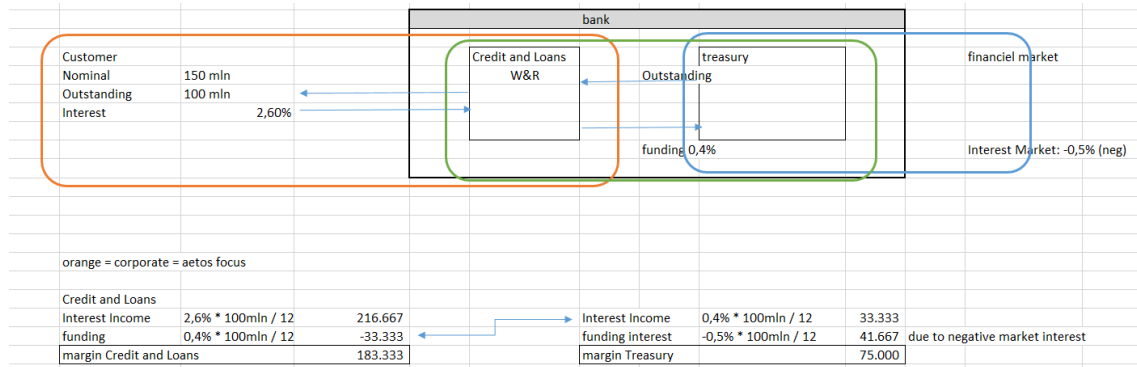 bank
Customer Credit and Loans treasury financiel market
Nominal 150 mln W&R Outstanding
Outstanding 100 mln
Interest 2,60%
funding 0,4% Interest Market: -0,5% (neg)
orange = corporate = aetos focus
Credit and Loans
Interest Income 2,6% * 100mln / 12 216.667 Interest Income 0,4% * 100mln / 12 33.333
funding 0,4% * 100mln / 12 -33.333 funding interest -0,5% * 100mln / 12 41.667 due to negative market interest
margin Credit and Loans 183.333 margin Treasury 75.000